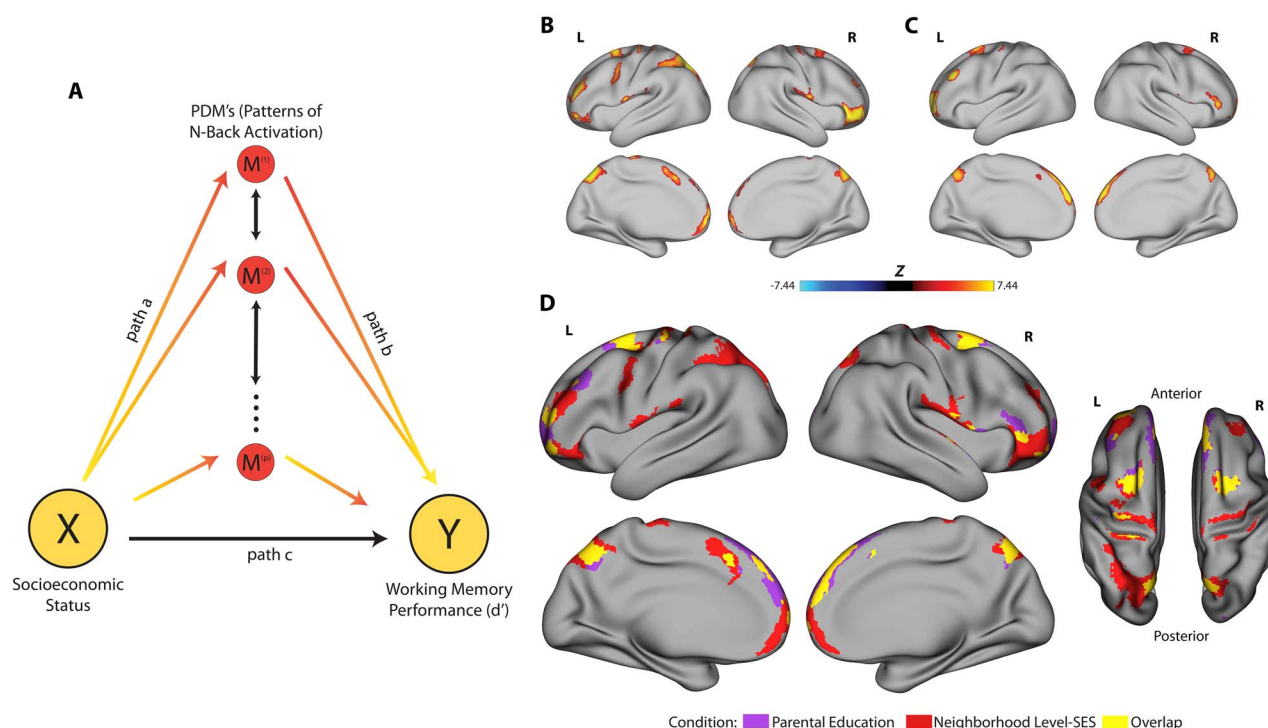 A
PDM's (Patterns of
N-Back Activation)
M(1)
M(2)
M(p)
path a
path b
X
Y
path c
Socioeconomic
Status
Working Memory
Performance (d')
B
L
R
C
L
R
Z
-7.44
7.44
D
L
R
L
Anterior
R
Posterior
Condition: Parental Education Neighborhood Level-SES Overlap